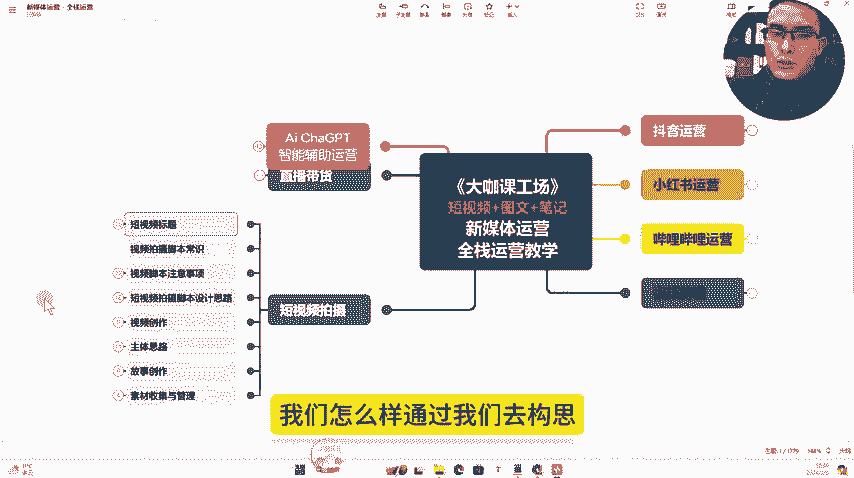 新媒体运营 - 全栈运营
Ai ChaGPT
智能辅助运营
直播带货
短视频标题
视频拍摄脚本常识
视频脚本注意事项
短视频拍摄脚本设计思路
视频创作
主体思路
故事创作
素材收集与管理
短视频拍摄
《大咖课工场》
短视频+图文+笔记
新媒体运营
全栈运营教学
抖音运营
小红书运营
哔哩哔哩运营
我们怎么样通过我们去构思